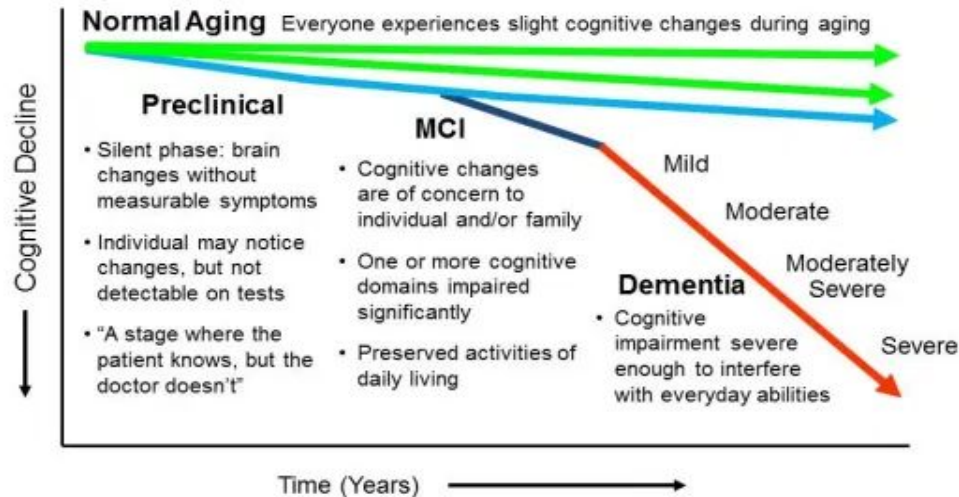 Normal Aging Everyone experiences slight cognitive changes during aging
Cognitive Decline
Preclinical
• Silent phase: brain
changes without
measurable symptoms
• Individual may notice
changes, but not
detectable on tests
• “A stage where the
patient knows, but the
doctor doesn’t”
MCI
• Cognitive changes
are of concern to
individual and/or family
• One or more cognitive
domains impaired
significantly
• Preserved activities of
daily living
Dementia
• Cognitive
impairment severe
enough to interfere
with everyday abilities
Mild
Moderate
Moderately
Severe
Severe
Time (Years)